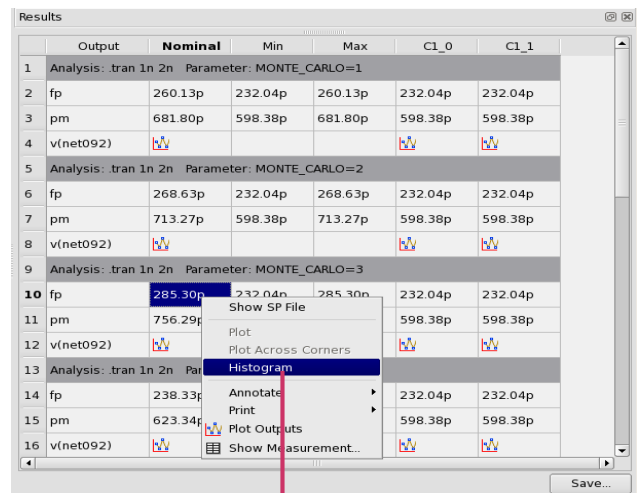 Results
Output Nominal Min Max C1_0 C1_1
1 Analysis: .tran 1n 2n Parameter: MONTE_CARLO=1
2 fp 260.13p 232.04p 260.13p 232.04p 232.04p
3 pm 681.80p 598.38p 681.80p 598.38p 598.38p
4 v(net092)
5 Analysis: .tran 1n 2n Parameter: MONTE_CARLO=2
6 fp 268.63p 232.04p 268.63p 232.04p 232.04p
7 pm 713.27p 598.38p 713.27p 598.38p 598.38p
8 v(net092)
9 Analysis: .tran 1n 2n Parameter: MONTE_CARLO=3
10 fp 285.30p 232.04p 285.30p 232.04p 232.04p
11 pm 756.29p 598.38p 598.38p
12 v(net092)
13 Analysis: .tran 1n 2n
14 fp 238.33p 232.04p 232.04p
15 pm 623.34p 598.38p 598.38p
16 v(net092)
Show SP File
Plot
Plot Across Corners
Histogram
Annotate
Print
Plot Outputs
Show Measurement...
Save...